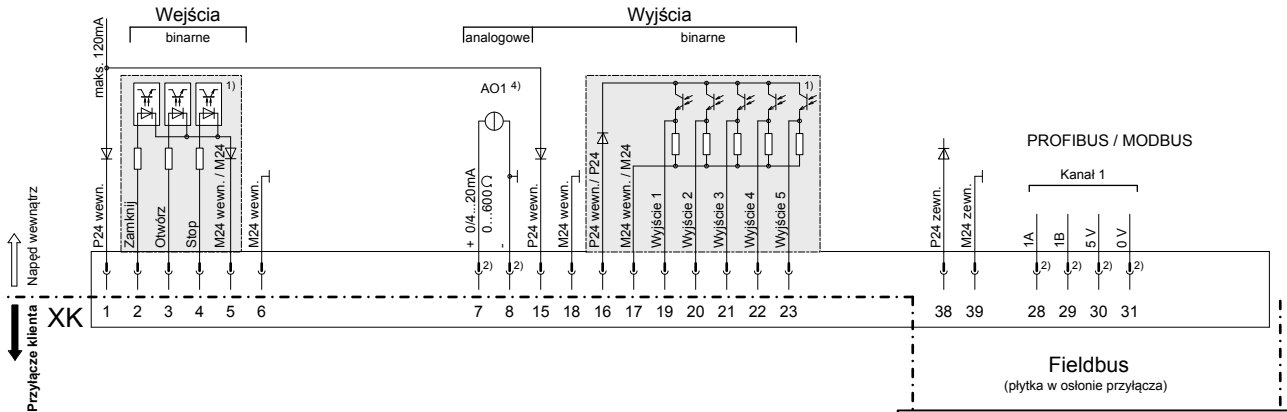 Wejścia
binarne
Wyjścia
analogowe
binarne
maks. 120mA
1)
AO1 4)
1)
PROFIBUS / MODBUS
Kanał 1
P24 wewn.
Zamknij
Otwórz
Stop
M24 wewn. / M24
M24 wewn.
+ 0/4...20mA
0...600Ω
-
P24 wewn.
M24 wewn.
P24 wewn./ P24
M24 wewn. / M24
Wyjście 1
Wyjście 2
Wyjście 3
Wyjście 4
Wyjście 5
P24 zewn.
M24 zewn.
1A
1B
5 V
0 V
2)
2)
2)
2)
2)
2)
Napęd wewnątrz
Przyłącze klienta
XK
1 2 3 4 5 6 7 8 15 18 16 17 19 20 21 22 23 38 39 28 29 30 31
Fieldbus
(płytka w osłonie przyłącza)